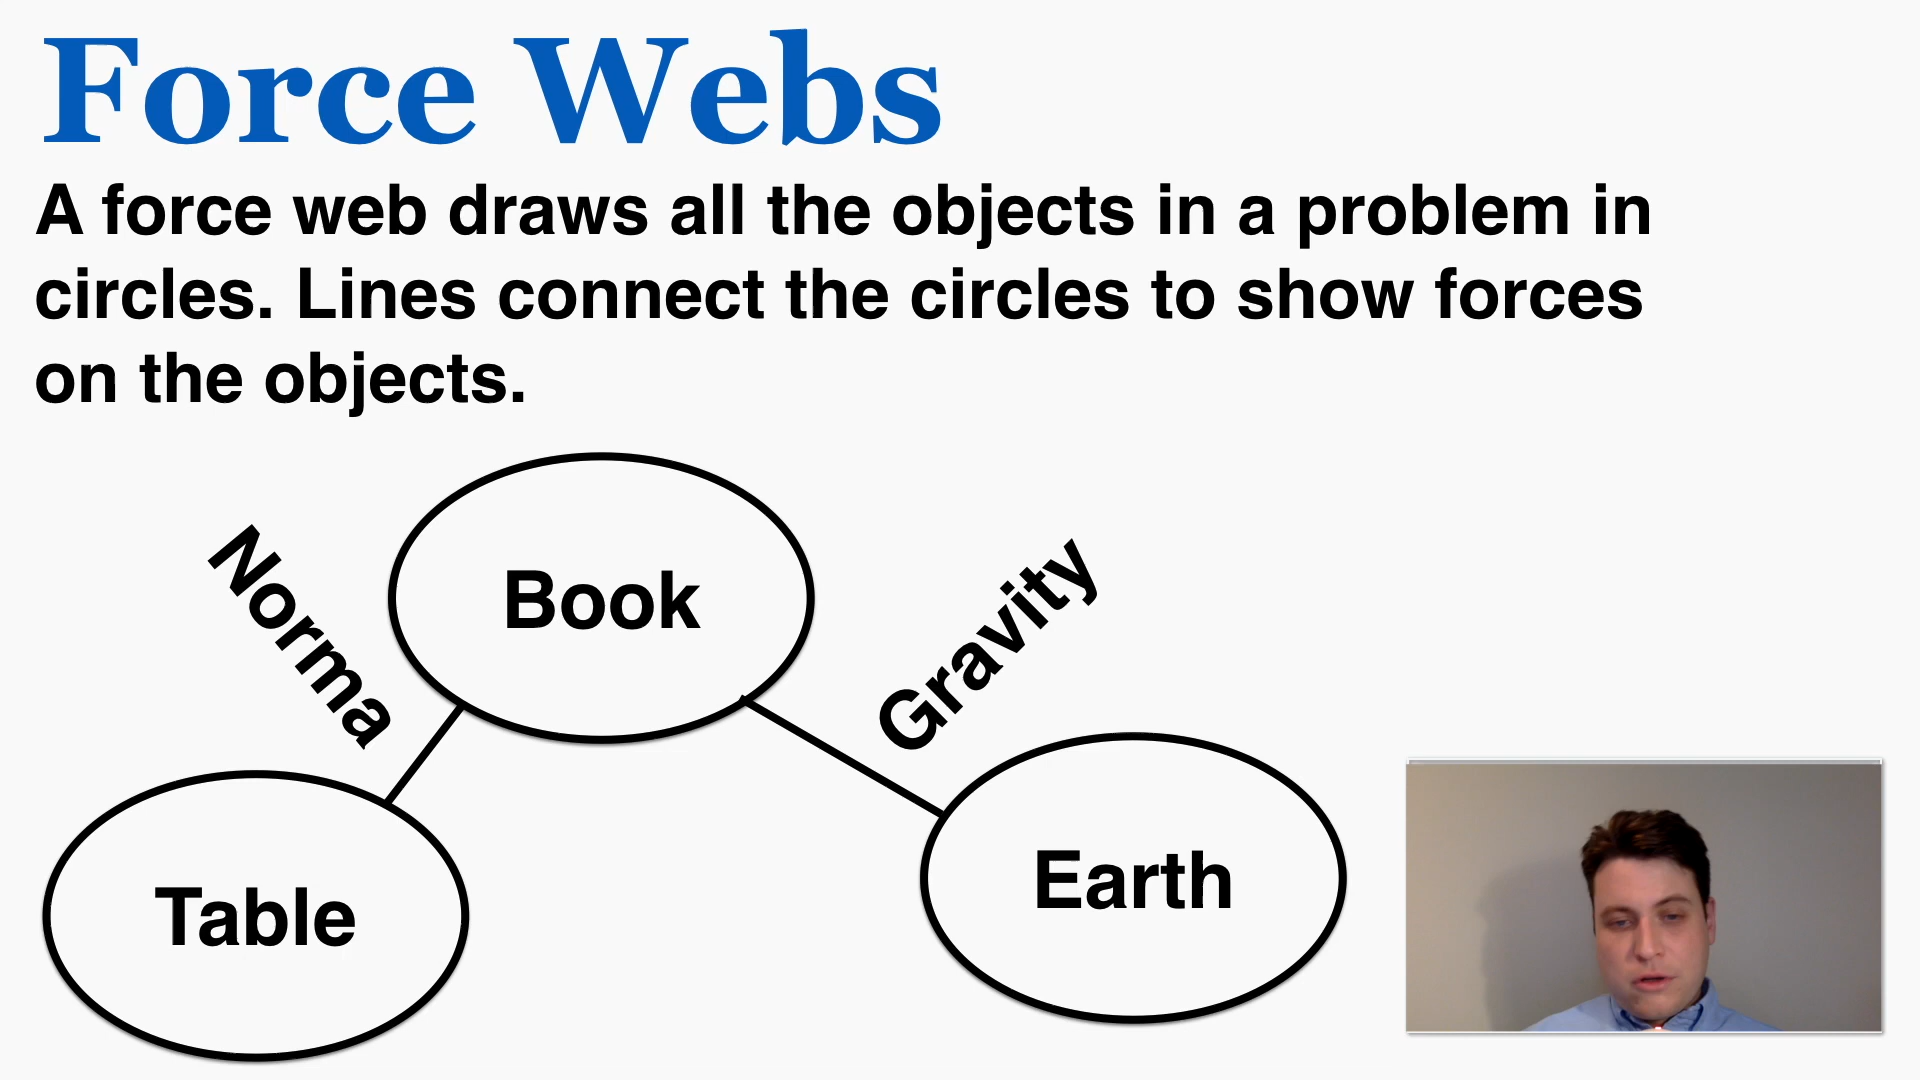 Force Webs
A force web draws all the objects in a problem in
circles. Lines connect the circles to show forces
on the objects.
Book
Norma
Gravity
Table
Earth